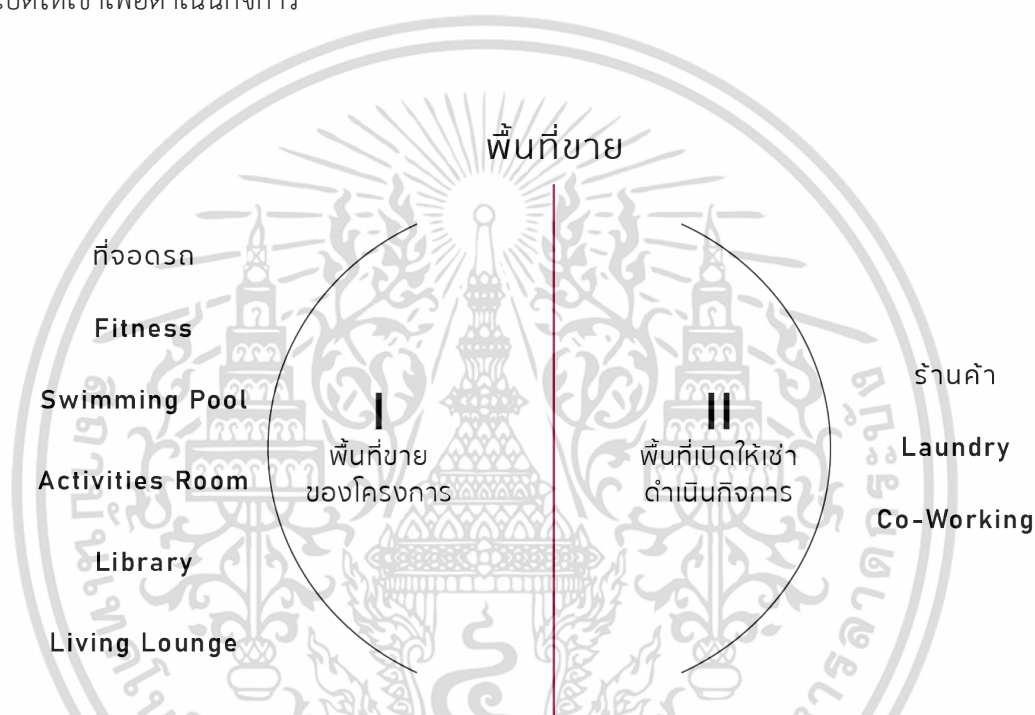 พื้นที่ขาย
ที่จอดรถ
Fitness
Swimming Pool
Activities Room
Library
Living Lounge
I
พื้นที่ขาย
ของโครงการ
II
พื้นที่เปิดให้เช่า
ดำเนินกิจการ
ร้านค้า
Laundry
Co-Working